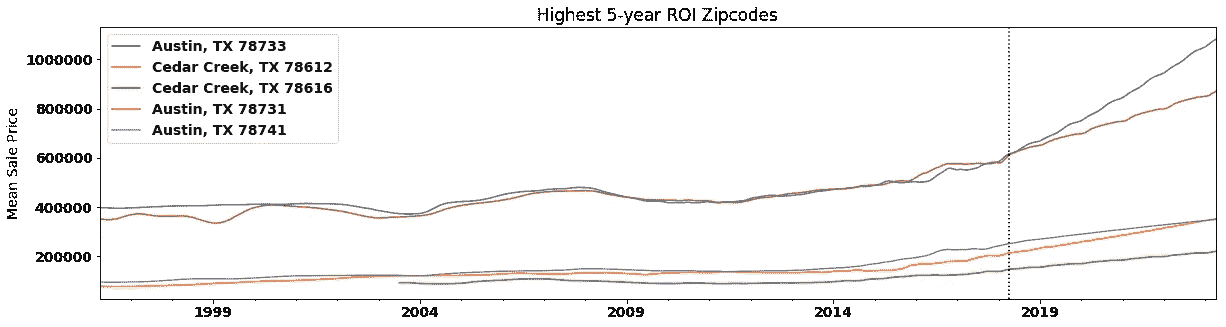 Highest 5-year ROI Zipcodes
Austin, TX 78733
Cedar Creek, TX 78612
Cedar Creek, TX 78616
Austin, TX 78731
Austin, TX 78741
Mean Sale Price
1000000
800000
600000
400000
200000
1999 2004 2009 2014 2019